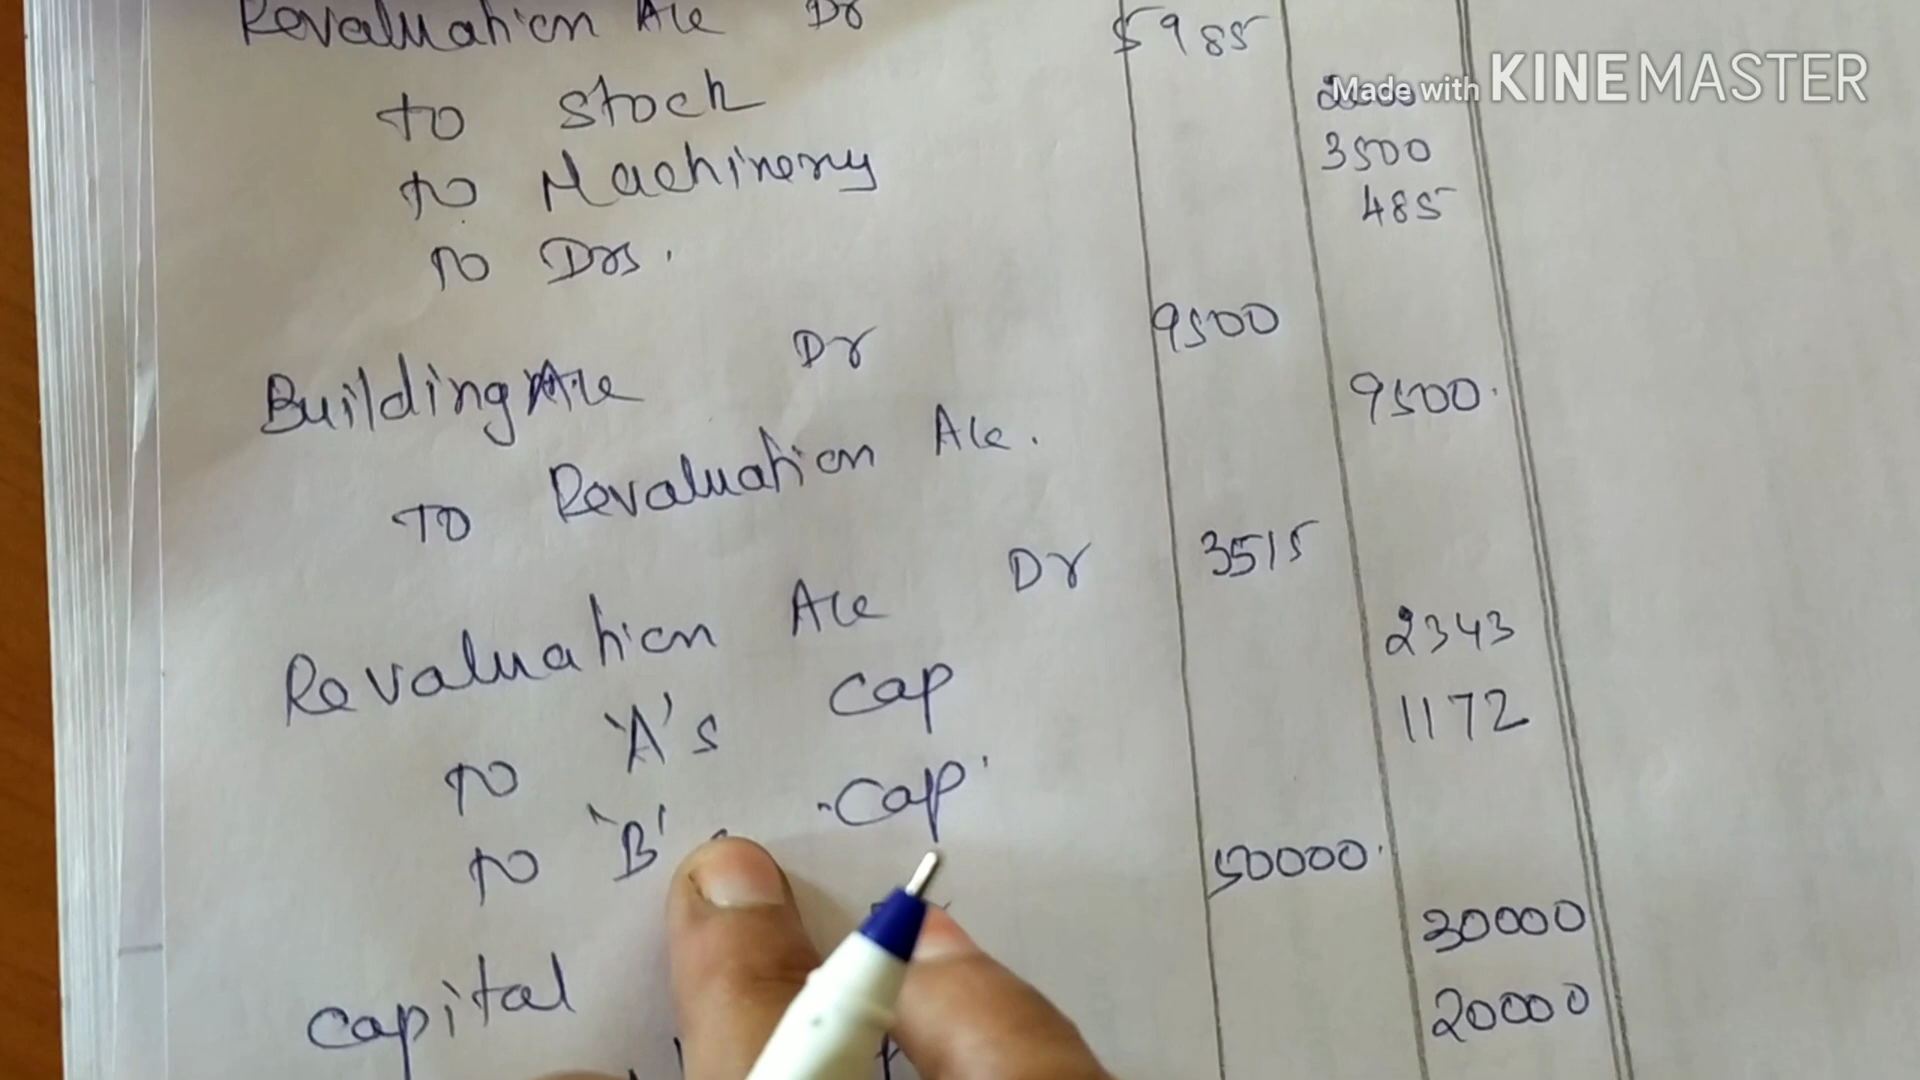 Revaluation A/c Dr 5985
Made with KINEMASTER
to Stock 2000
to Machinery 3500
to Drs. 485
Building A/c Dr 9500
To Revaluation A/c. 9500.
Revaluation A/c Dr 3515
to 'A's Cap 2343
to 'B's Cap. 1172
50000.
30000
Capital
20000